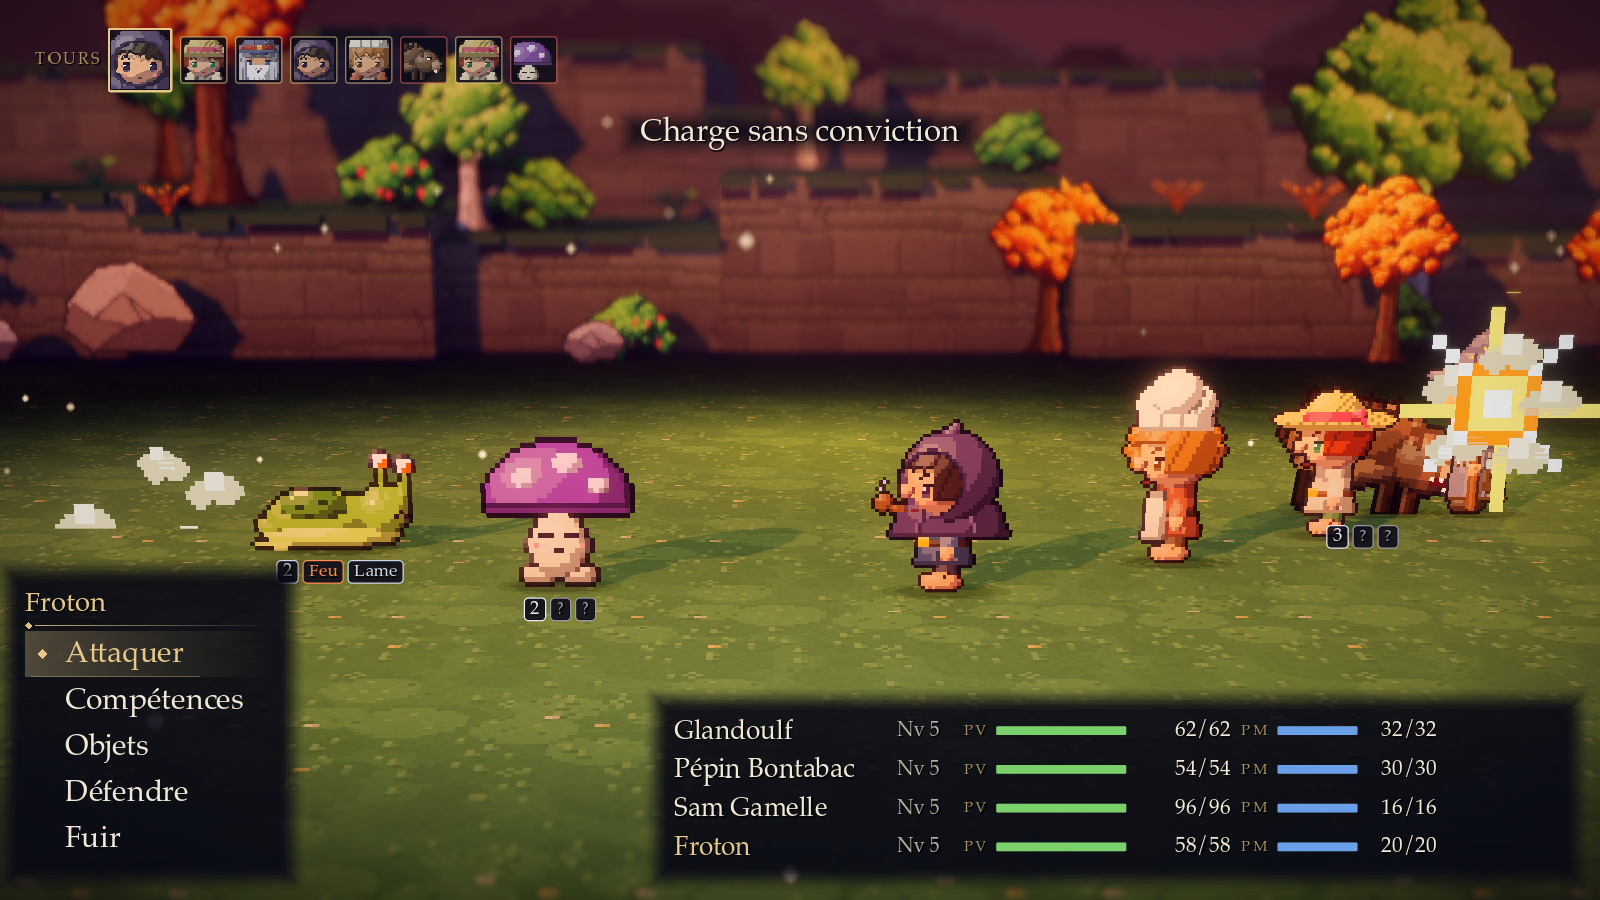 TOURS
Charge sans conviction
2 Feu Lame
2 ? ?
3 ? ?
Froton
Attaquer
Compétences
Objets
Défendre
Fuir
Glandoulf Nv 5 PV 62/62 PM 32/32
Pépin Bontabac Nv 5 PV 54/54 PM 30/30
Sam Gamelle Nv 5 PV 96/96 PM 16/16
Froton Nv 5 PV 58/58 PM 20/20